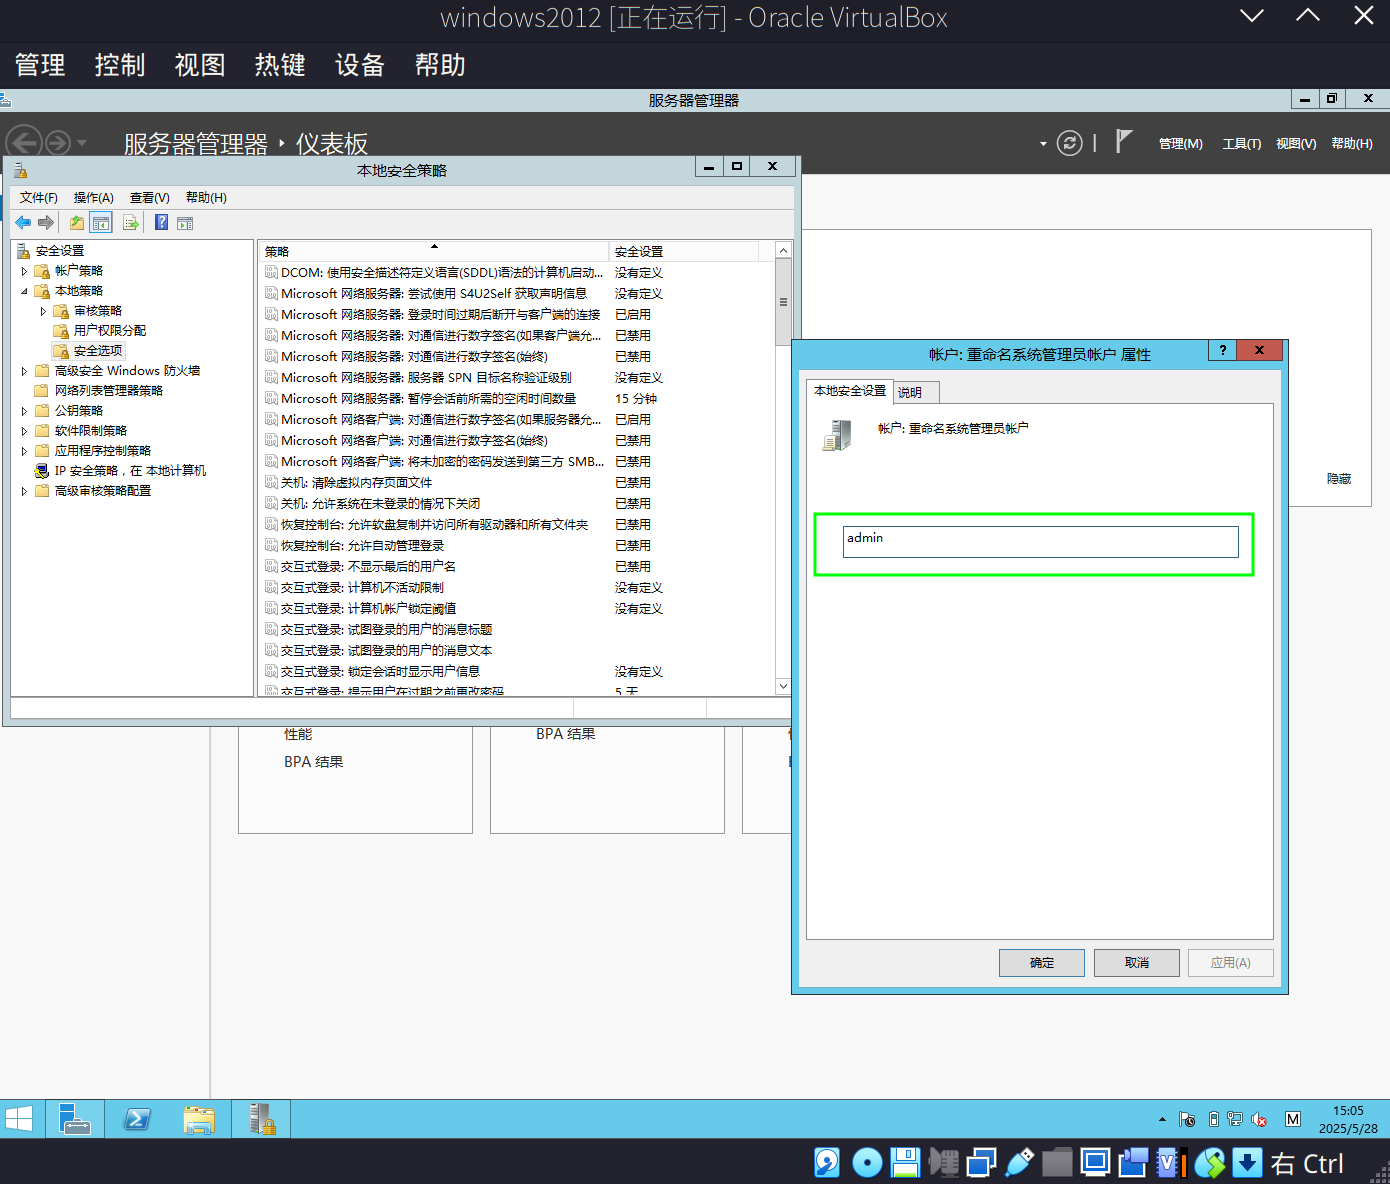 windows2012 [正在运行] - Oracle VirtualBox
管理 控制 视图 热键 设备 帮助
服务器管理器
服务器管理器 仪表板
管理(M) 工具(T) 视图(V) 帮助(H)
本地安全策略
文件(F) 操作(A) 查看(V) 帮助(H)
安全设置
帐户策略
本地策略
审核策略
用户权限分配
安全选项
高级安全 Windows 防火墙
网络列表管理器策略
公钥策略
软件限制策略
应用程序控制策略
IP 安全策略，在 本地计算机
高级审核策略配置
策略 安全设置
DCOM: 使用安全描述符定义语言(SDDL)语法的计算机启动... 没有定义
Microsoft 网络服务器: 尝试使用 S4U2Self 获取声明信息 没有定义
Microsoft 网络服务器: 登录时间过期后断开与客户端的连接 已启用
Microsoft 网络服务器: 对通信进行数字签名(如果客户端允... 已禁用
Microsoft 网络服务器: 对通信进行数字签名(始终) 已禁用
Microsoft 网络服务器: 服务器 SPN 目标名称验证级别 没有定义
Microsoft 网络服务器: 暂停会话前所需的空闲时间数量 15 分钟
Microsoft 网络客户端: 对通信进行数字签名(如果服务器允... 已启用
Microsoft 网络客户端: 对通信进行数字签名(始终) 已禁用
Microsoft 网络客户端: 将未加密的密码发送到第三方 SMB... 已禁用
关机: 清除虚拟内存页面文件 已禁用
关机: 允许系统在未登录的情况下关闭 已禁用
恢复控制台: 允许软盘复制并访问所有驱动器和所有文件夹 已禁用
恢复控制台: 允许自动管理登录 已禁用
交互式登录: 不显示最后的用户名 已禁用
交互式登录: 计算机不活动限制 没有定义
交互式登录: 计算机帐户锁定阈值 没有定义
交互式登录: 试图登录的用户的消息标题
交互式登录: 试图登录的用户的消息文本
交互式登录: 锁定会话时显示用户信息 没有定义
交互式登录: 提示用户在过期之前更改密码 5 天
帐户: 重命名系统管理员帐户 属性
?
本地安全设置 说明
帐户: 重命名系统管理员帐户
admin
确定 取消 应用(A)
隐藏
性能
BPA 结果
BPA 结果
M
15:05
2025/5/28
右 Ctrl